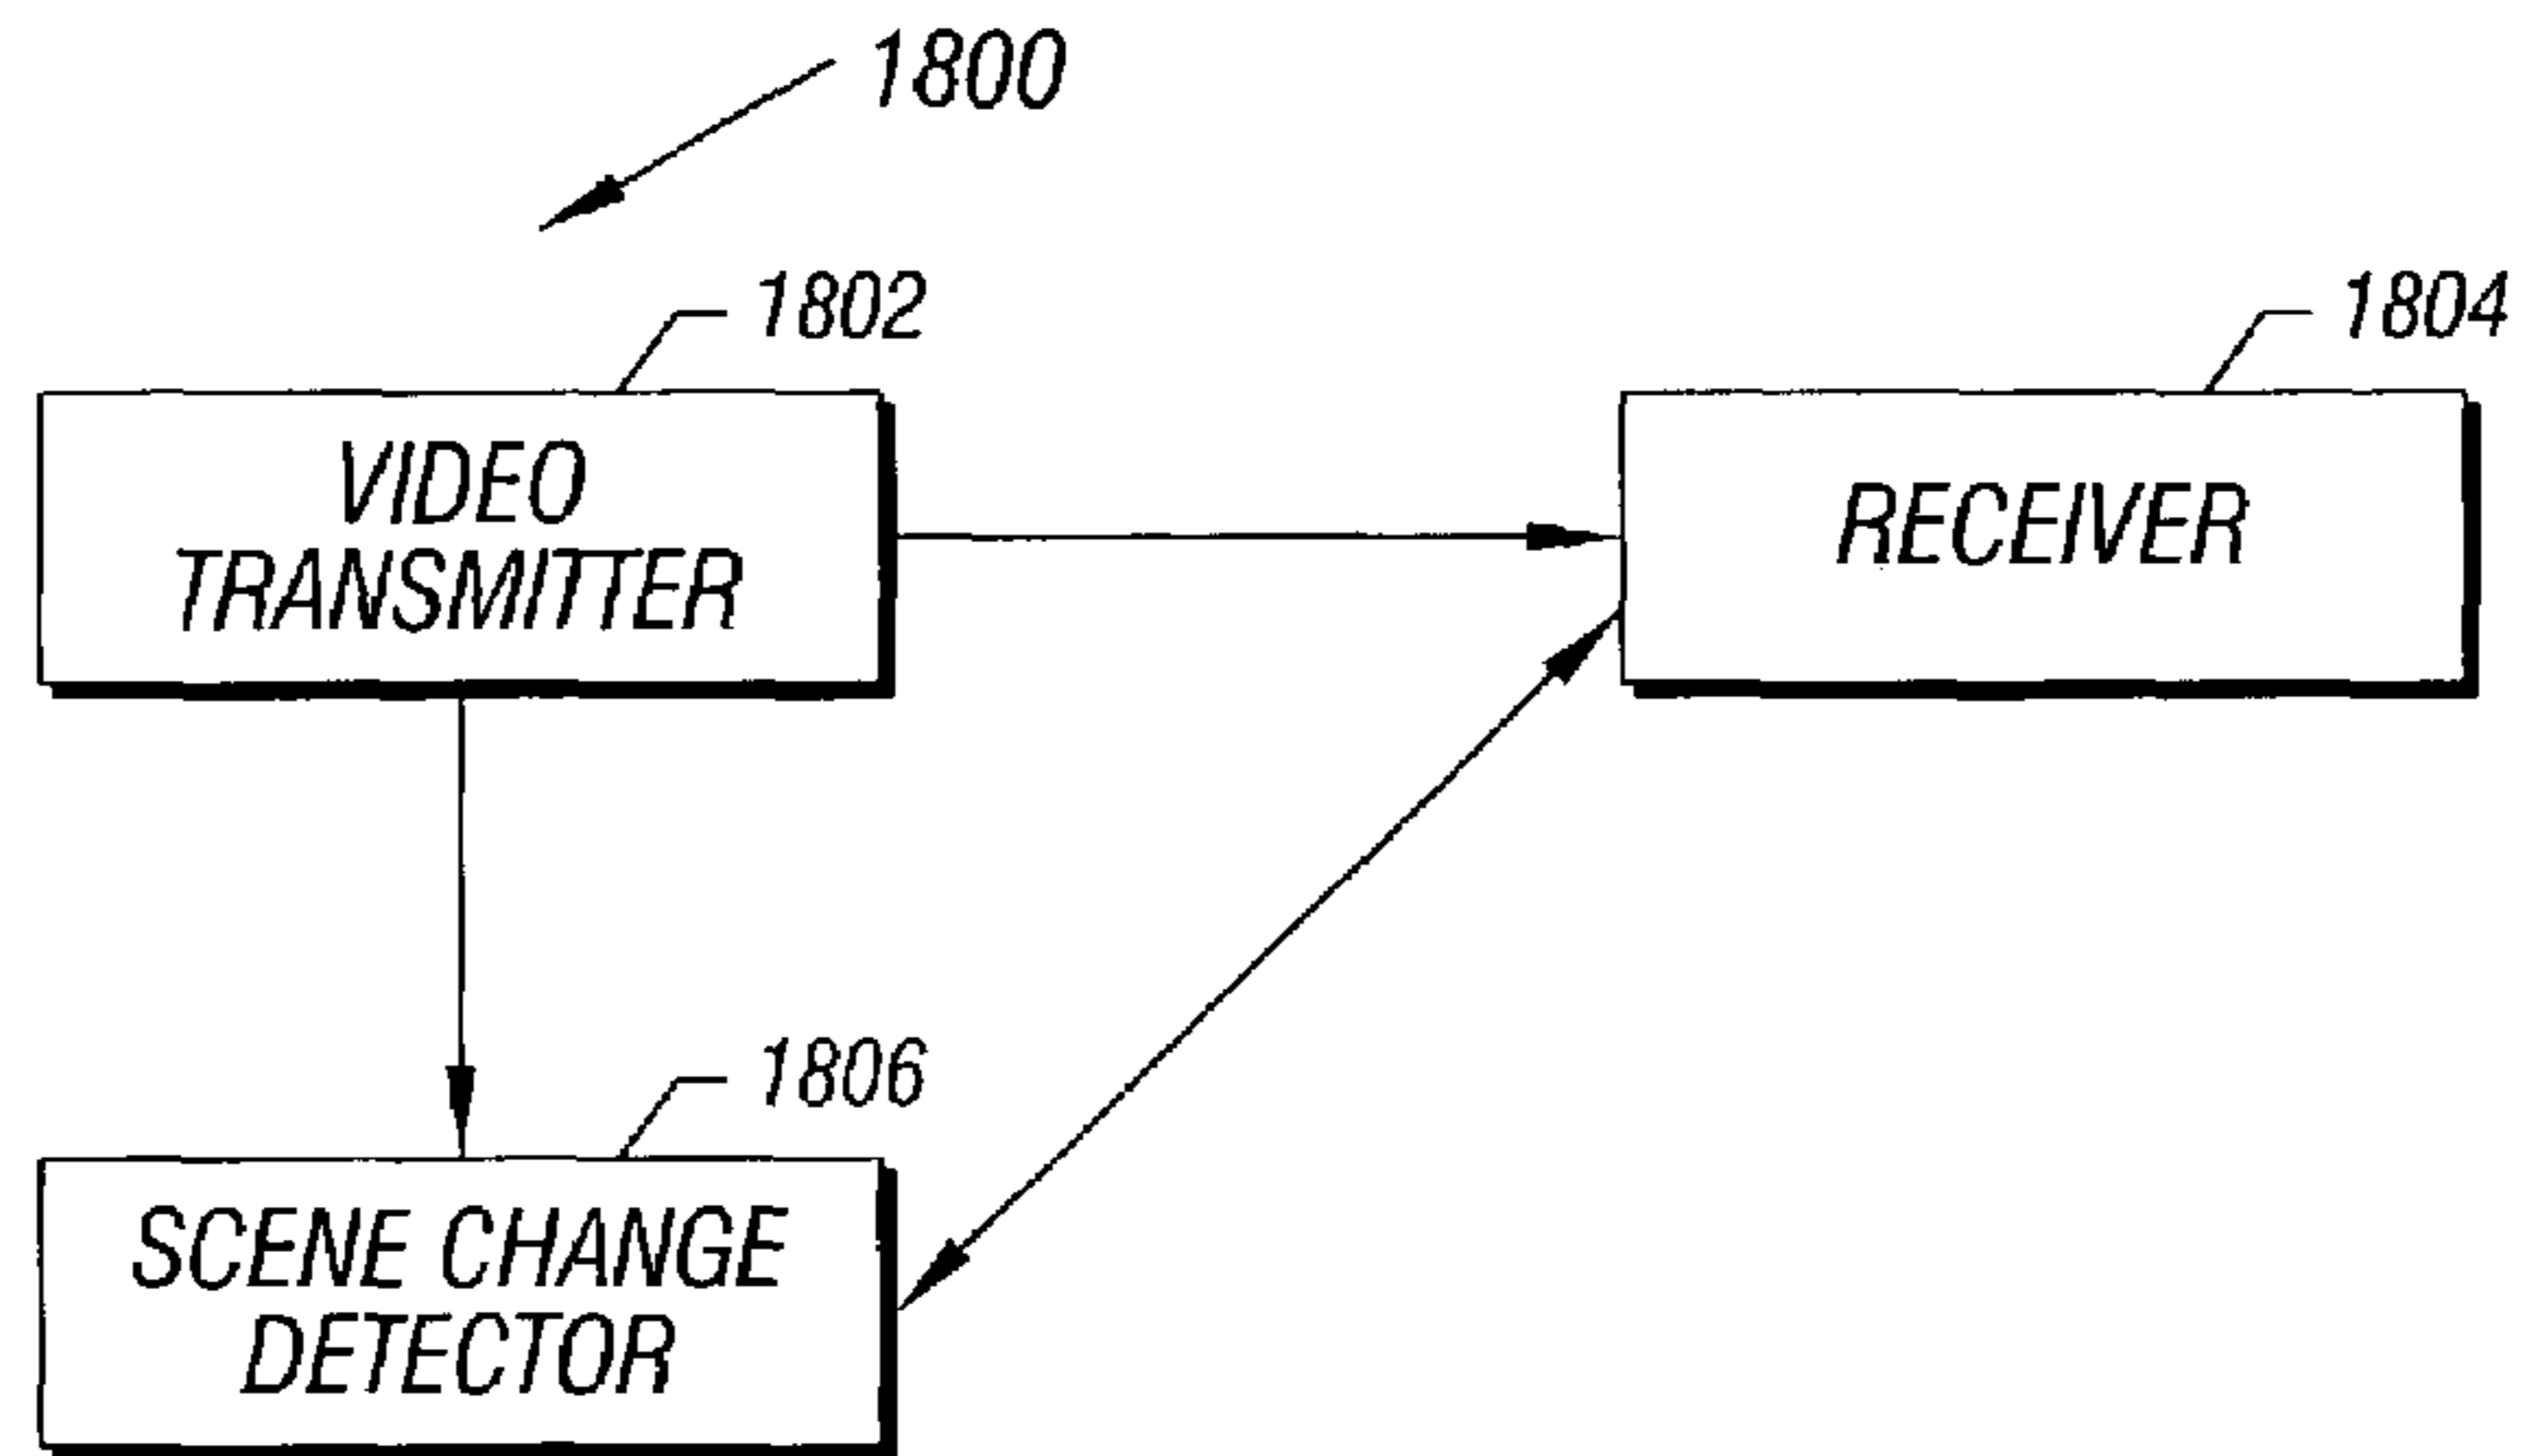 1800
1802
1804
VIDEO
TRANSMITTER
RECEIVER
1806
SCENE CHANGE
DETECTOR